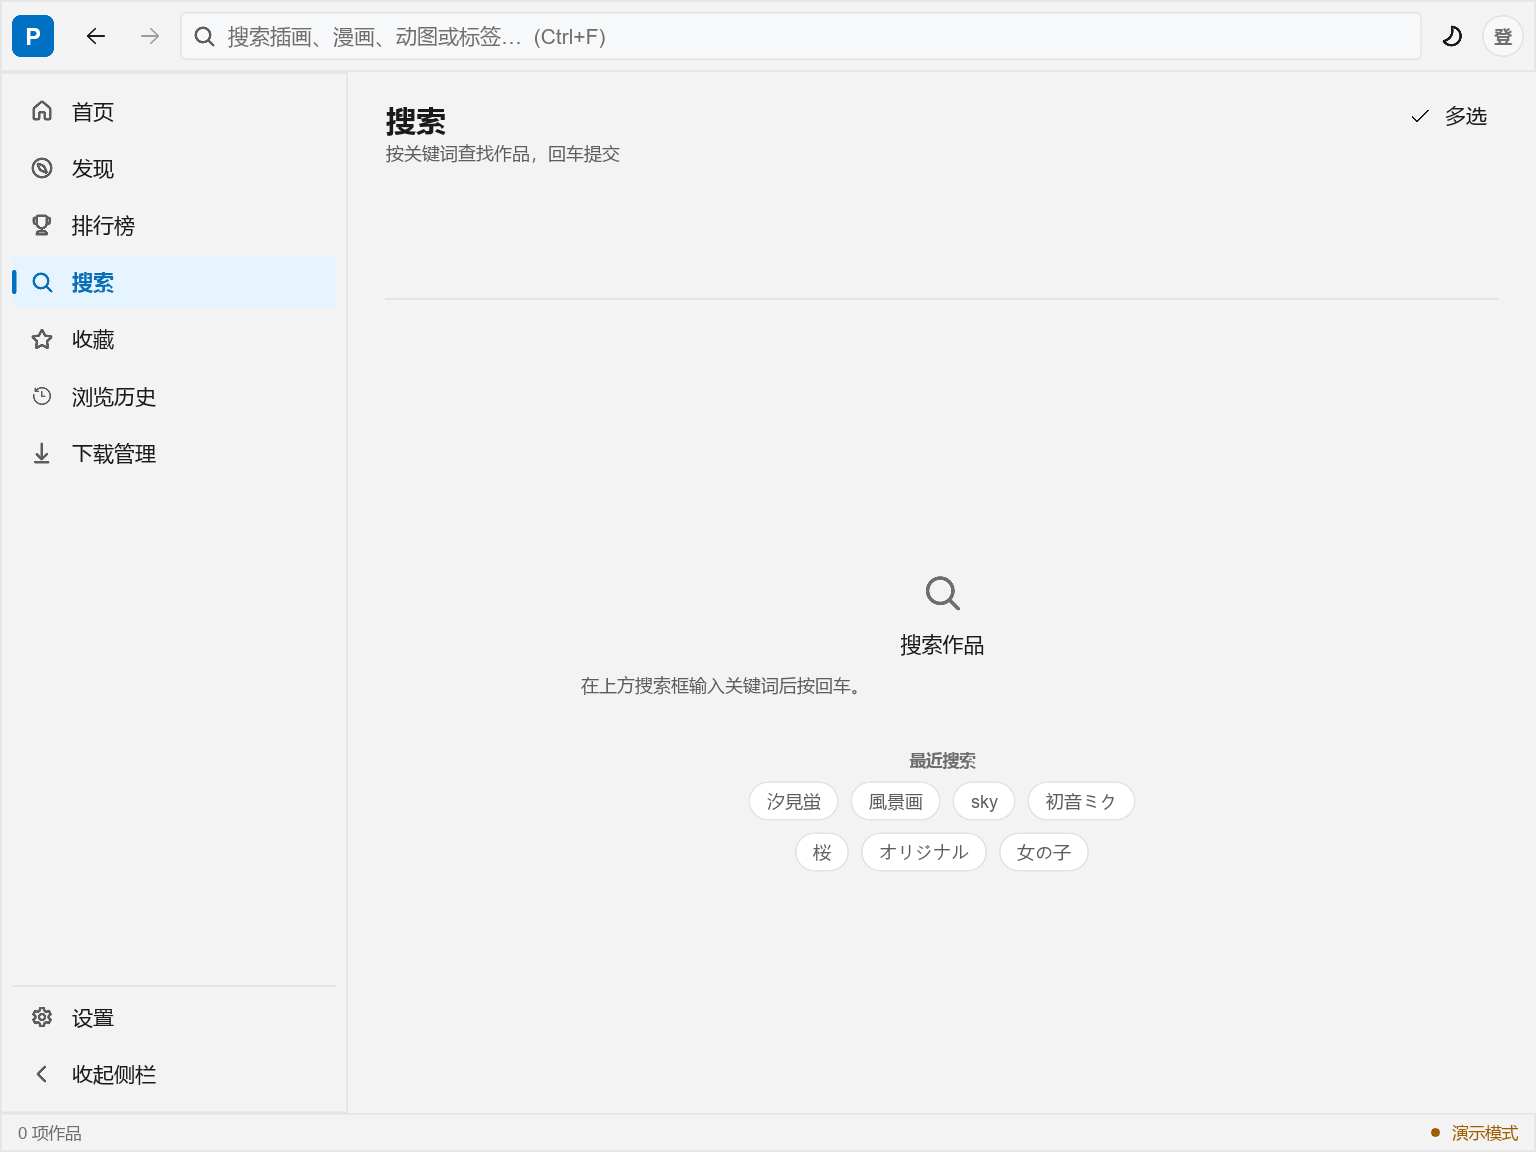 P
搜索插画、漫画、动图或标签… (Ctrl+F)
登
首页
发现
排行榜
搜索
收藏
浏览历史
下载管理
设置
收起侧栏
搜索
按关键词查找作品，回车提交
多选
搜索作品
在上方搜索框输入关键词后按回车。
最近搜索
汐見蛍 風景画 sky 初音ミク
桜 オリジナル 女の子
0 项作品
演示模式